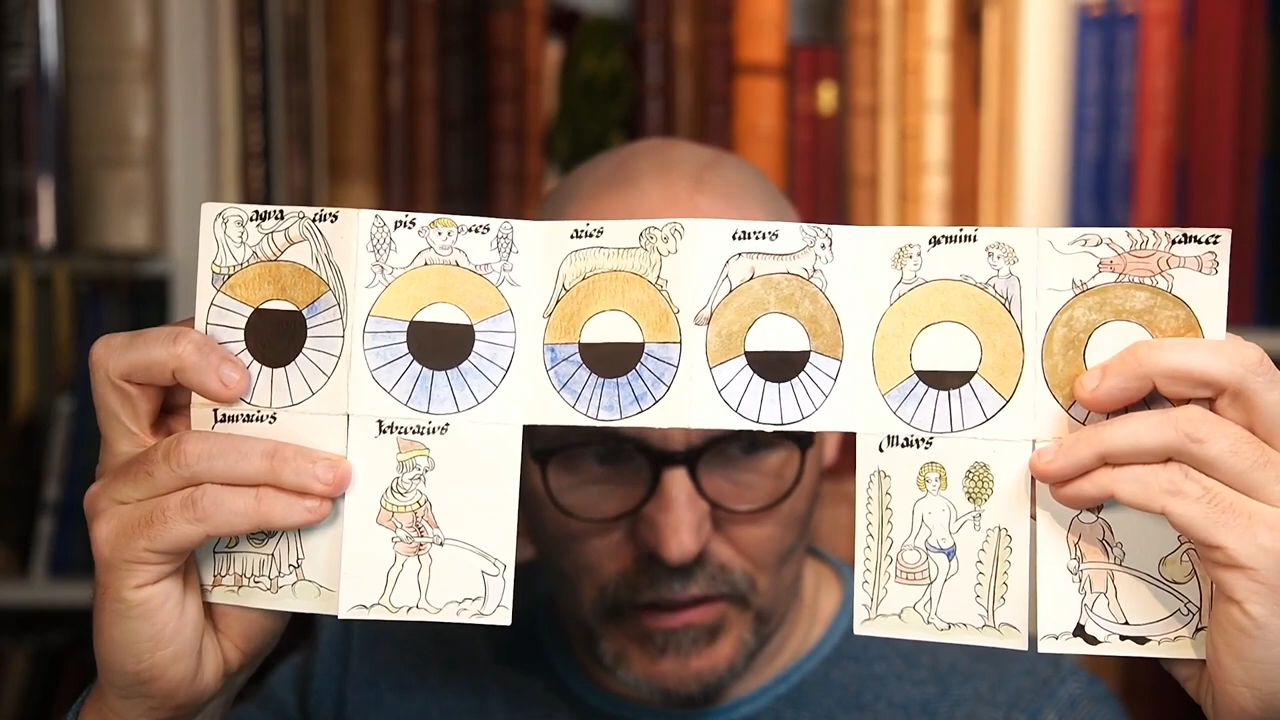 aqua rius
pis ces
aries
taurus
gemini
cancer
Januarius
februarius
Maius